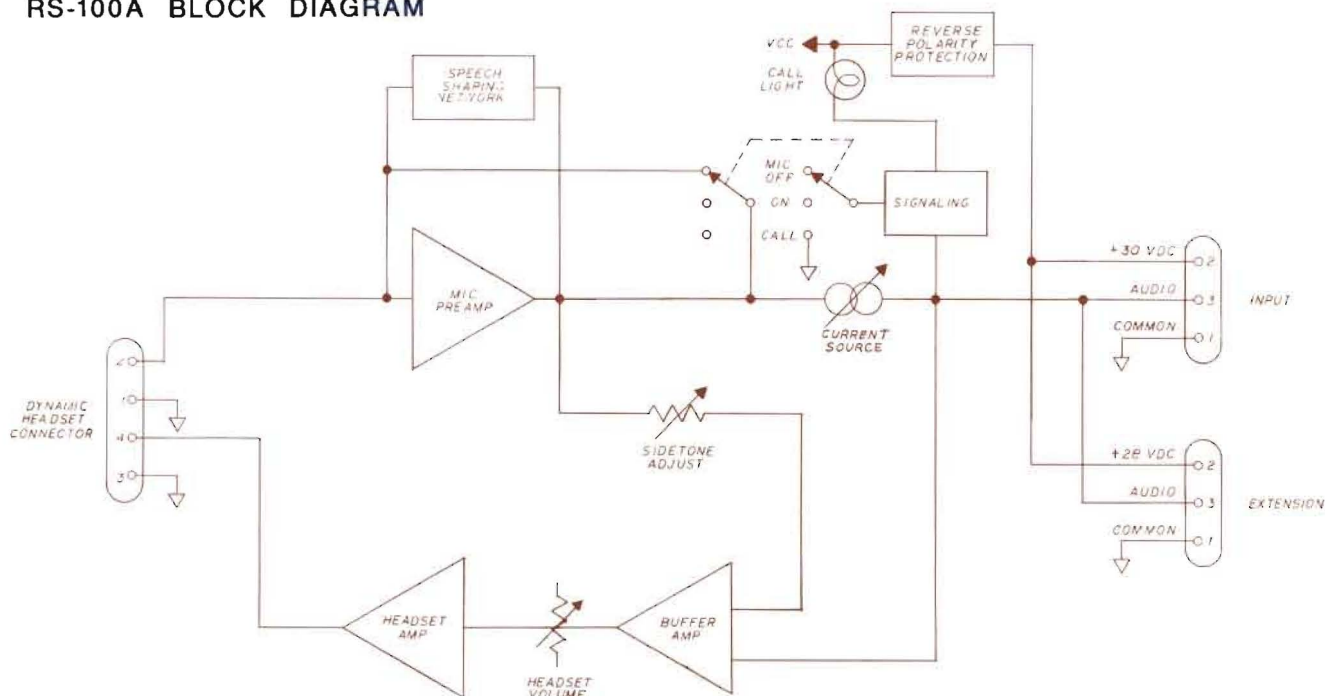 RS-100A BLOCK DIAGRAM
SPEECH
SHAPING
NETWORK
VCC
CALL
LIGHT
REVERSE
POLARITY
PROTECTION
MIC
OFF
ON
CALL
SIGNALING
MIC
PREAMP
CURRENT
SOURCE
+30 VDC
2
AUDIO
3
COMMON
1
INPUT
DYNAMIC
HEADSET
CONNECTOR
2
1
4
3
SIDETONE
ADJUST
+28 VDC
2
AUDIO
3
COMMON
1
EXTENSION
HEADSET
AMP
HEADSET
VOLUME
BUFFER
AMP